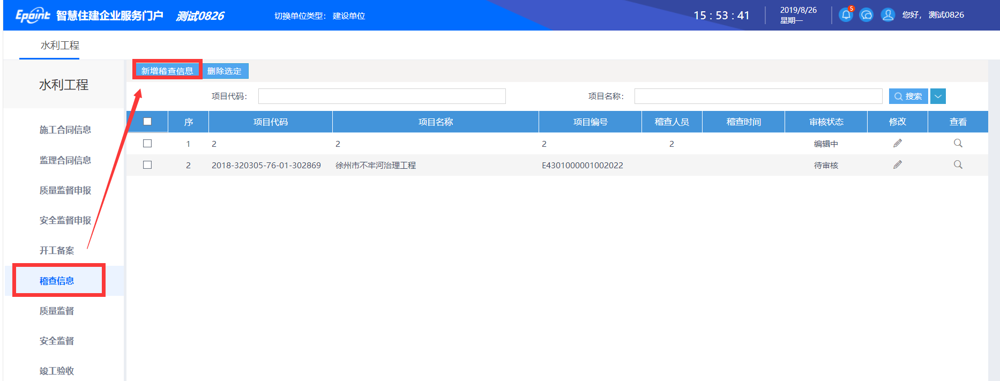 Epoint 智慧住建企业服务门户 测试0826 切换单位类型： 建设单位 15 : 53 : 41 2019/8/26 5 您好， 测试0826
星期一
水利工程
水利工程
新增稽查信息 删除选定
项目代码： 项目名称： 搜索
序 项目代码 项目名称 项目编号 稽查人员 稽查时间 审核状态 修改 查看
1 2 2 2 2 编辑中
2 2018-320305-76-01-302869 徐州市不牢河治理工程 E4301000001002022 待审核
施工合同信息
监理合同信息
质量监督申报
安全监督申报
开工备案
稽查信息
质量监督
安全监督
竣工验收